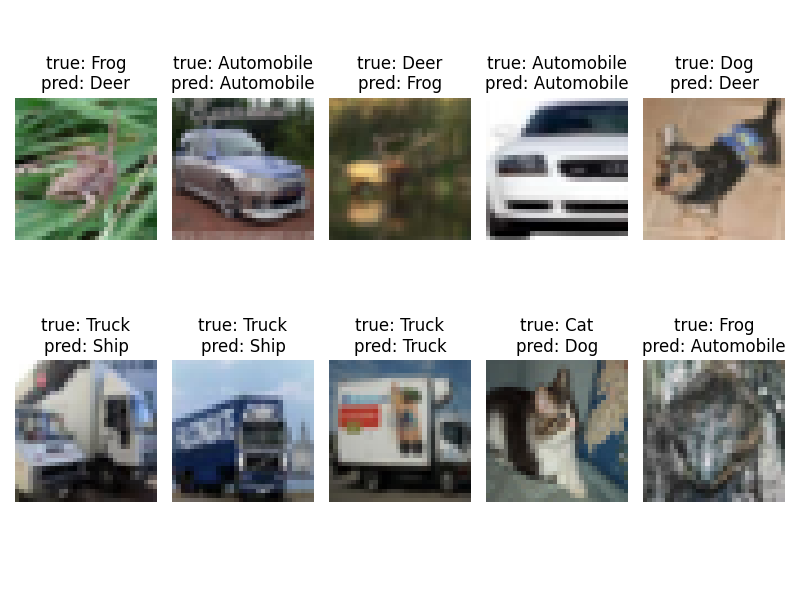 true: Frog
pred: Deer
true: Automobile
pred: Automobile
true: Deer
pred: Frog
true: Automobile
pred: Automobile
true: Dog
pred: Deer
true: Truck
pred: Ship
true: Truck
pred: Ship
true: Truck
pred: Truck
true: Cat
pred: Dog
true: Frog
pred: Automobile